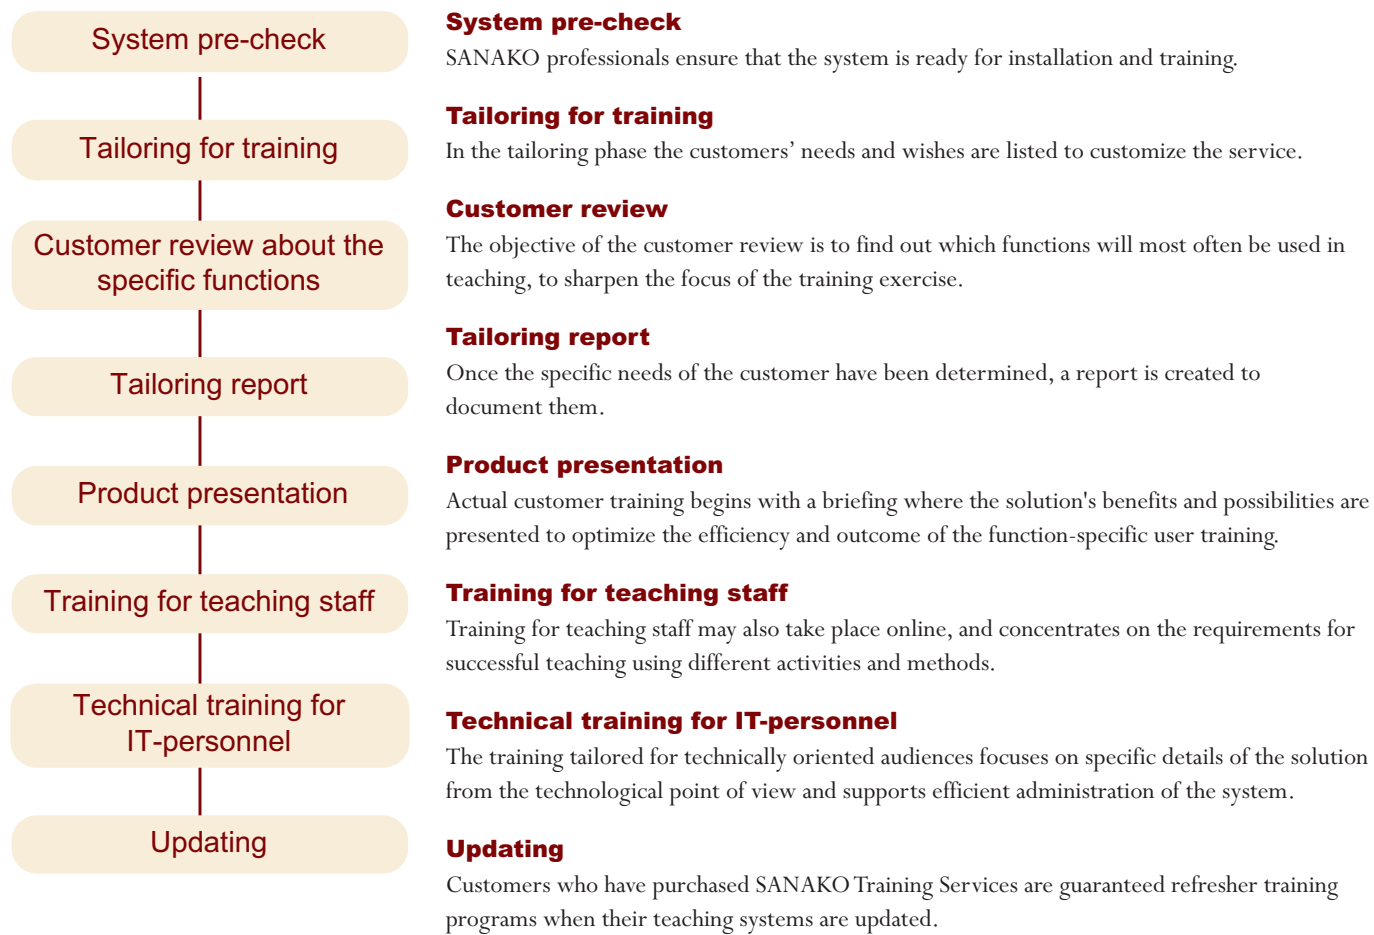 System pre-check
Tailoring for training
Customer review about the
specific functions
Tailoring report
Product presentation
Training for teaching staff
Technical training for
IT-personnel
Updating
System pre-check
SANAKO professionals ensure that the system is ready for installation and training.
Tailoring for training
In the tailoring phase the customers’ needs and wishes are listed to customize the service.
Customer review
The objective of the customer review is to find out which functions will most often be used in
teaching, to sharpen the focus of the training exercise.
Tailoring report
Once the specific needs of the customer have been determined, a report is created to
document them.
Product presentation
Actual customer training begins with a briefing where the solution's benefits and possibilities are
presented to optimize the efficiency and outcome of the function-specific user training.
Training for teaching staff
Training for teaching staff may also take place online, and concentrates on the requirements for
successful teaching using different activities and methods.
Technical training for IT-personnel
The training tailored for technically oriented audiences focuses on specific details of the solution
from the technological point of view and supports efficient administration of the system.
Updating
Customers who have purchased SANAKO Training Services are guaranteed refresher training
programs when their teaching systems are updated.